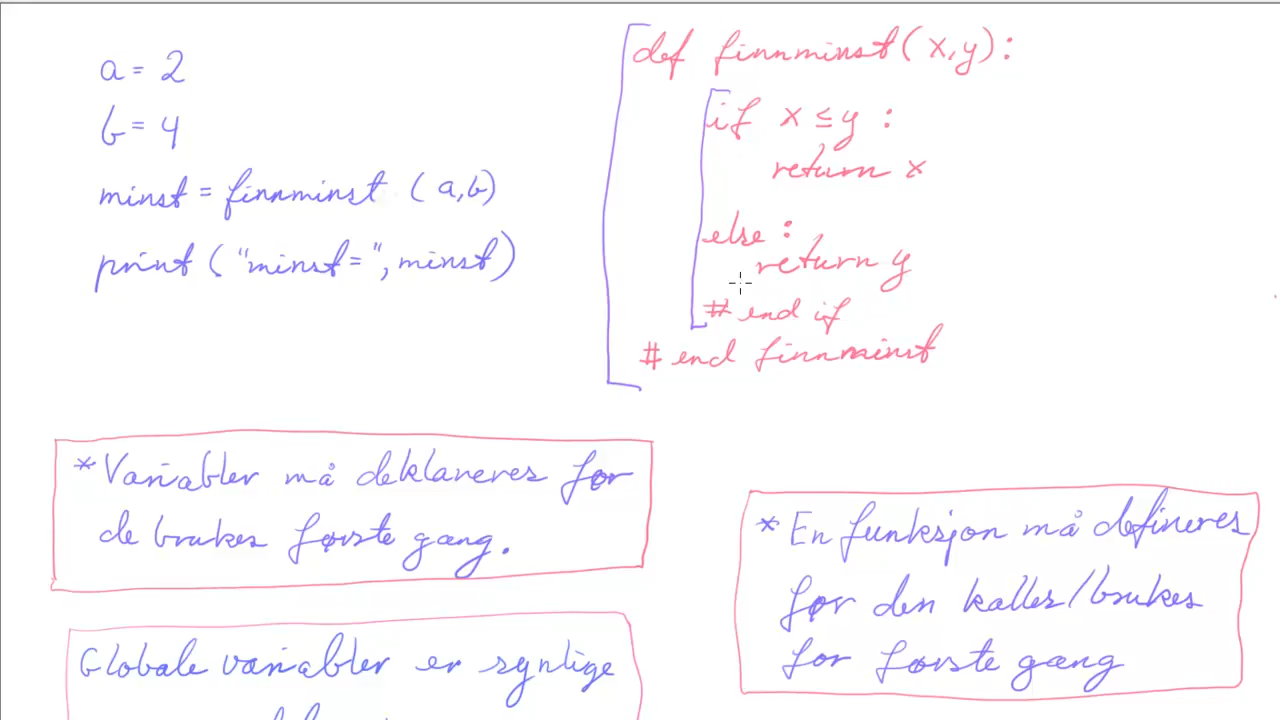 a = 2
b = 4
minst = finnminst (a,b)
print ("minst=", minst)
def finnminst(x,y):
if x ≤ y :
return x
else :
return y
# end if
# end finnminst
* Variabler må deklareres før
de brukes første gang.
* En funksjon må defineres
før den kalles/brukes
for første gang
Globale variabler er synlige